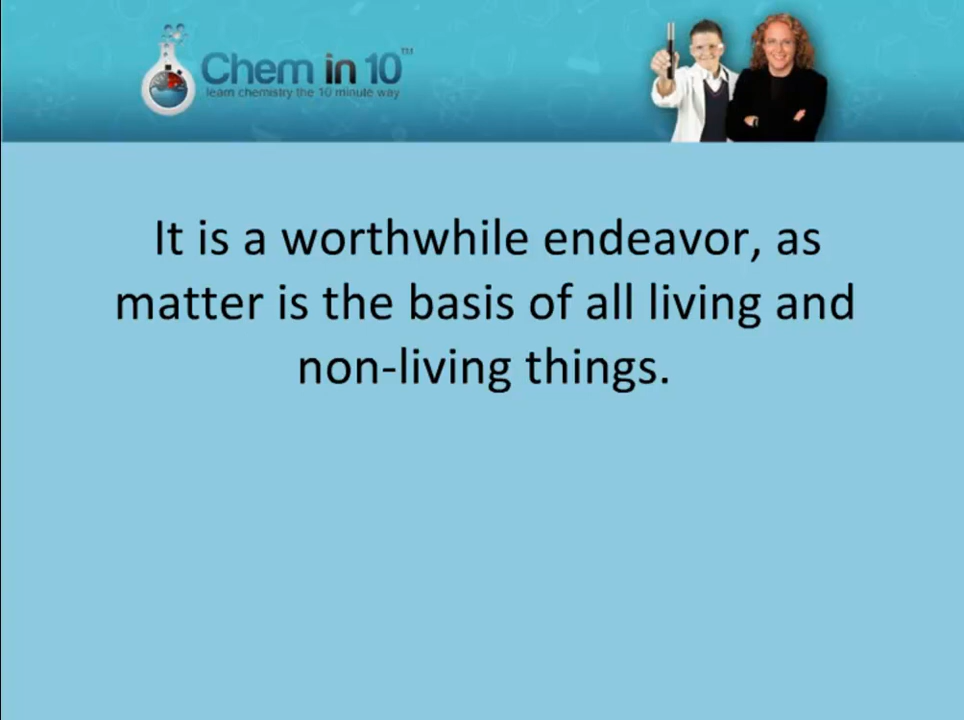 Chem in 10™
learn chemistry the 10 minute way
It is a worthwhile endeavor, as
matter is the basis of all living and
non-living things.